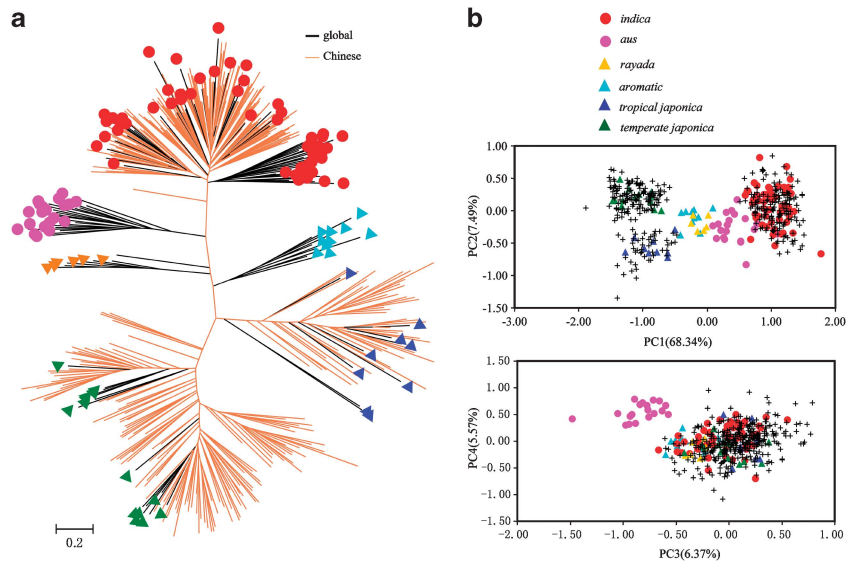 a
global
Chinese
0.2
b
indica
aus
rayada
aromatic
tropical japonica
temperate japonica
1.00
0.50
0.00
-0.50
-1.00
-1.50
PC2(7.49%)
-3.00 -2.00 -1.00 0.00 1.00 2.00
PC1(68.34%)
1.50
1.00
0.50
0.00
-0.50
-1.00
-1.50
PC4(5.57%)
-2.00 -1.50 -1.00 -0.50 0.00 1.00
PC3(6.37%)